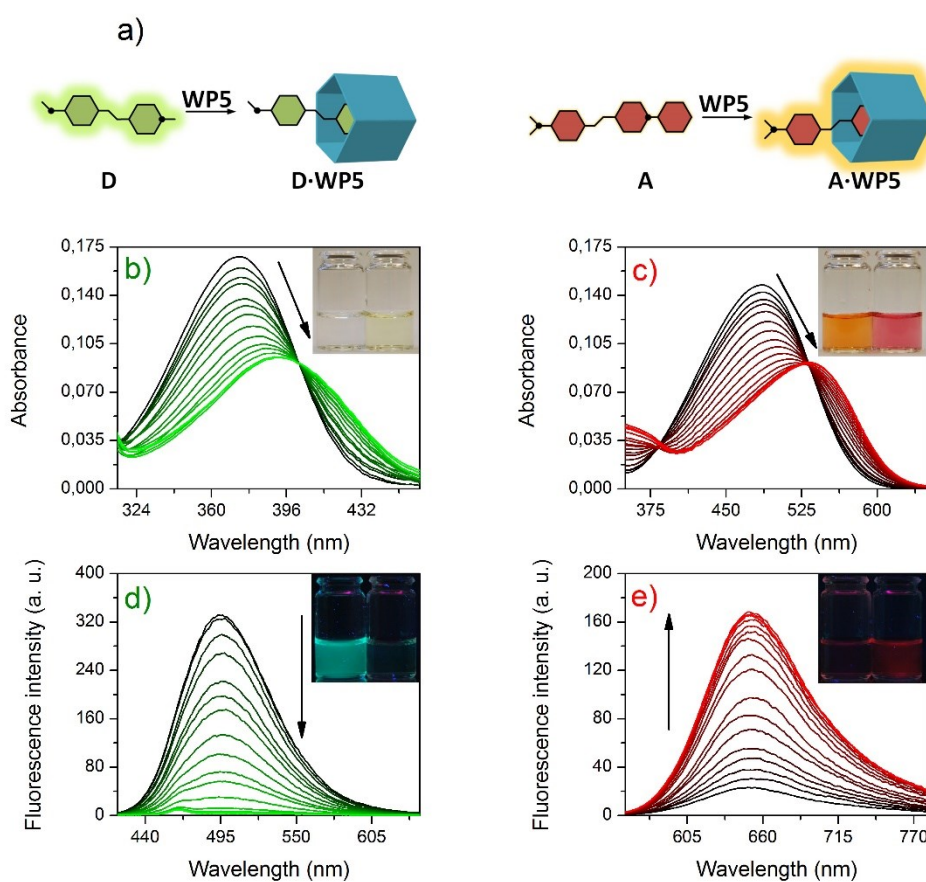 a)
WP5 WP5
D D·WP5 A A·WP5
b) c)
0,175 0,175
0,140 0,140
0,105 0,105
0,070 0,070
0,035 0,035
0,000 0,000
Absorbance Absorbance
324 360 396 432 375 450 525 600
Wavelength (nm) Wavelength (nm)
d) e)
400 200
320 160
240 120
160 80
80 40
0 0
Fluorescence intensity (a. u.) Fluorescence intensity (a. u.)
440 495 550 605 605 660 715 770
Wavelength (nm) Wavelength (nm)